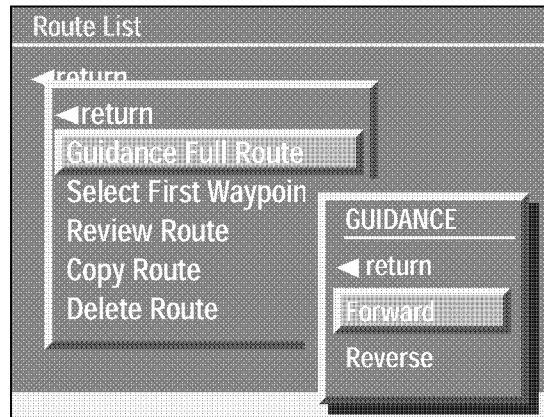 Route List
◄return
◄return
Guidance Full Route
Select First Waypoin
Review Route
Copy Route
Delete Route
GUIDANCE
◄ return
Forward
Reverse